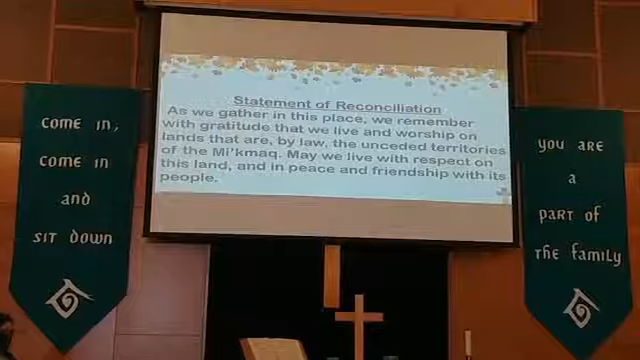 COME IN,
COME IN
and
SIT DOWN
Statement of Reconciliation
As we gather in this place, we remember
with gratitude that we live and worship on
lands that are, by law, the unceded territories
of the Mi'kmaq. May we live with respect on
this land, and in peace and friendship with its
people.
you ARE
a
PART of
The family